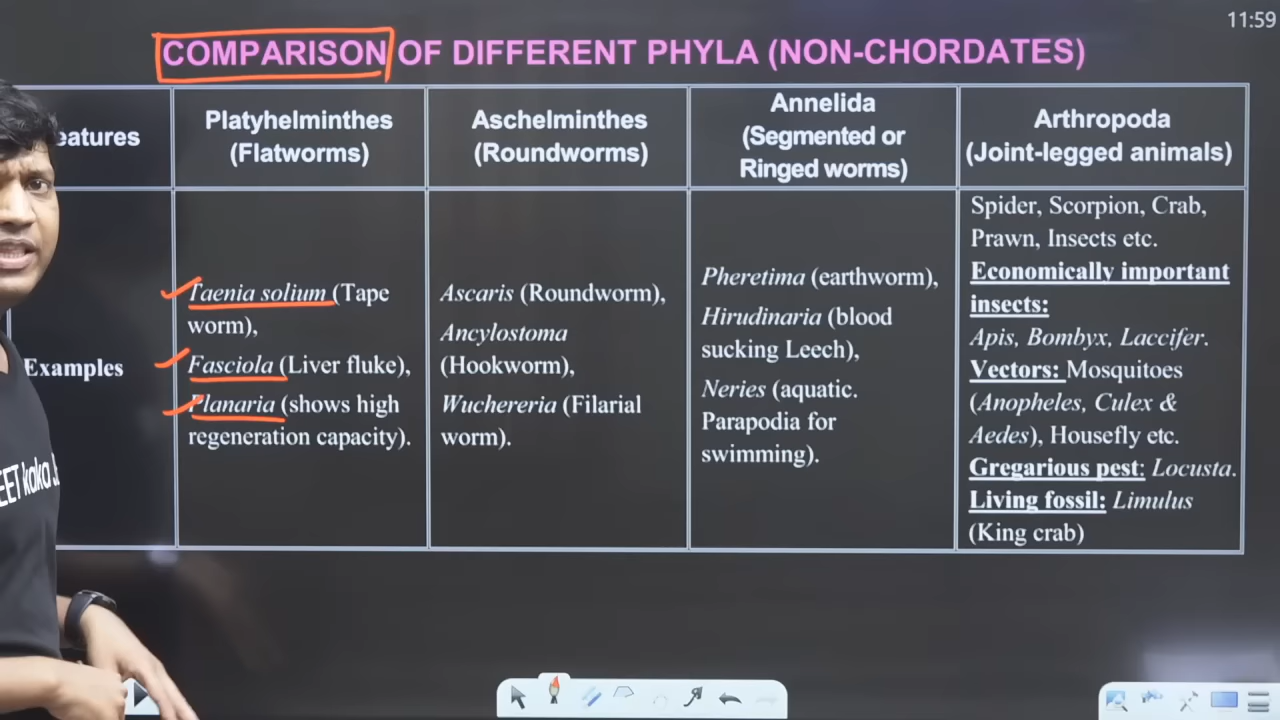 11:59
COMPARISON OF DIFFERENT PHYLA (NON-CHORDATES)
eatures
Platyhelminthes
(Flatworms)
Aschelminthes
(Roundworms)
Annelida
(Segmented or
Ringed worms)
Arthropoda
(Joint-legged animals)
Examples
Taenia solium (Tape
worm),
Fasciola (Liver fluke),
Planaria (shows high
regeneration capacity).
Ascaris (Roundworm),
Ancylostoma
(Hookworm),
Wuchereria (Filarial
worm).
Pheretima (earthworm),
Hirudinaria (blood
sucking Leech),
Neries (aquatic.
Parapodia for
swimming).
Spider, Scorpion, Crab,
Prawn, Insects etc.
Economically important
insects:
Apis, Bombyx, Laccifer.
Vectors: Mosquitoes
(Anopheles, Culex &
Aedes), Housefly etc.
Gregarious pest: Locusta.
Living fossil: Limulus
(King crab)
EET kaka J